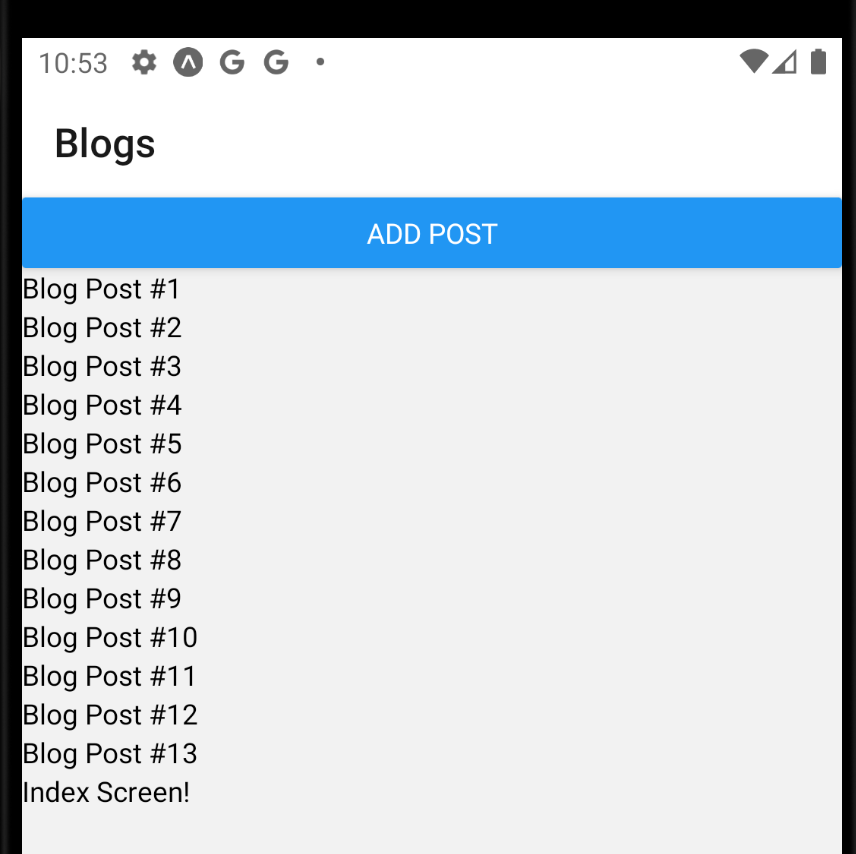 10:53
Blogs
ADD POST
Blog Post #1
Blog Post #2
Blog Post #3
Blog Post #4
Blog Post #5
Blog Post #6
Blog Post #7
Blog Post #8
Blog Post #9
Blog Post #10
Blog Post #11
Blog Post #12
Blog Post #13
Index Screen!